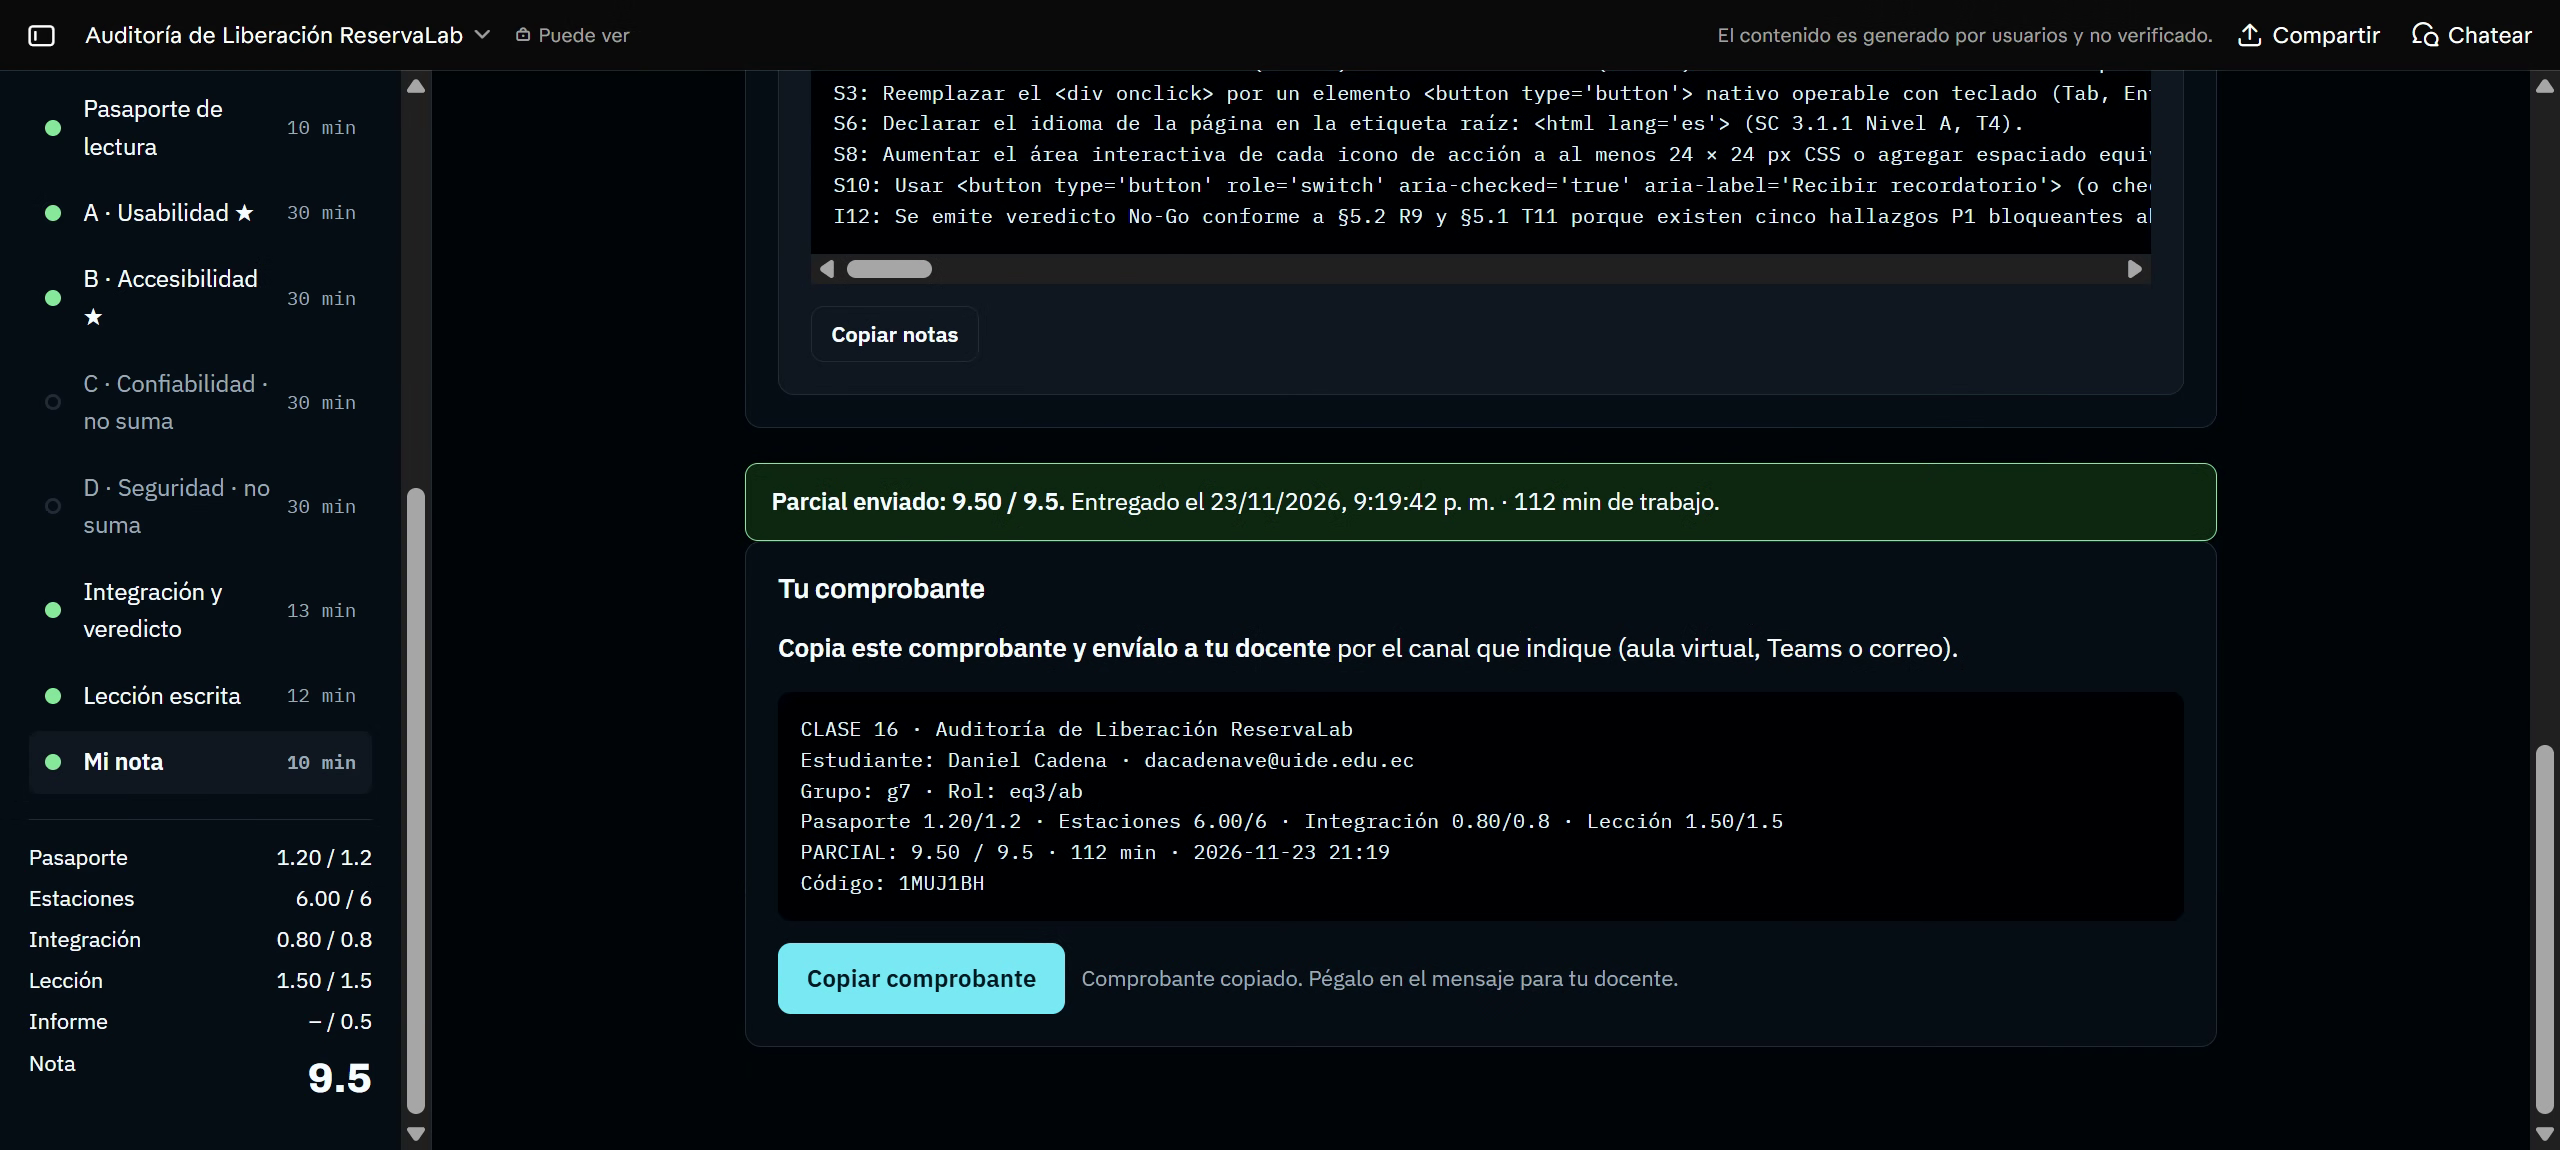 Auditoría de Liberación ReservaLab
Puede ver
El contenido es generado por usuarios y no verificado.
Compartir
Chatear
Pasaporte de
lectura
10 min
A · Usabilidad ★
30 min
B · Accesibilidad
★
30 min
C · Confiabilidad ·
no suma
30 min
D · Seguridad · no
suma
30 min
Integración y
veredicto
13 min
Lección escrita
12 min
Mi nota
10 min
Pasaporte 1.20 / 1.2
Estaciones 6.00 / 6
Integración 0.80 / 0.8
Lección 1.50 / 1.5
Informe – / 0.5
Nota 9.5
S3: Reemplazar el <div onclick> por un elemento <button type='button'> nativo operable con teclado (Tab,
S6: Declarar el idioma de la página en la etiqueta raíz: <html lang='es'> (SC 3.1.1 Nivel A, T4).
S8: Aumentar el área interactiva de cada icono de acción a al menos 24 × 24 px CSS o agregar espaciado
S10: Usar <button type='button' role='switch' aria-checked='true' aria-label='Recibir recordatorio'> (o
I12: Se emite veredicto No-Go conforme a §5.2 R9 y §5.1 T11 porque existen cinco hallazgos P1 bloqueantes
Copiar notas
Parcial enviado: 9.50 / 9.5. Entregado el 23/11/2026, 9:19:42 p. m. · 112 min de trabajo.
Tu comprobante
Copia este comprobante y envíalo a tu docente por el canal que indique (aula virtual, Teams o correo).
CLASE 16 · Auditoría de Liberación ReservaLab
Estudiante: Daniel Cadena · dacadenave@uide.edu.ec
Grupo: g7 · Rol: eq3/ab
Pasaporte 1.20/1.2 · Estaciones 6.00/6 · Integración 0.80/0.8 · Lección 1.50/1.5
PARCIAL: 9.50 / 9.5 · 112 min · 2026-11-23 21:19
Código: 1MUJ1BH
Copiar comprobante
Comprobante copiado. Pégalo en el mensaje para tu docente.